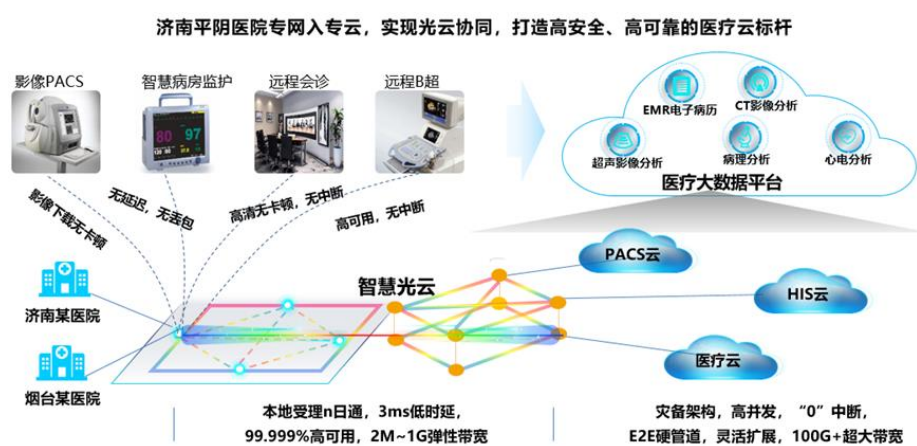 济南平阴医院专网入专云，实现光云协同，打造高安全、高可靠的医疗云标杆
影像PACS
智慧病房监护
远程会诊
远程B超
EMR电子病历
CT影像分析
超声影像分析
病理分析
心电分析
医疗大数据平台
影像下载无卡顿
无延迟，无丢包
高清无卡顿，无中断
高可用，无中断
80
97
济南某医院
烟台某医院
智慧光云
PACS云
HIS云
医疗云
本地受理n日通，3ms低时延，
99.999%高可用，2M~1G弹性带宽
灾备架构，高并发，“0”中断，
E2E硬管道，灵活扩展，100G+超大带宽